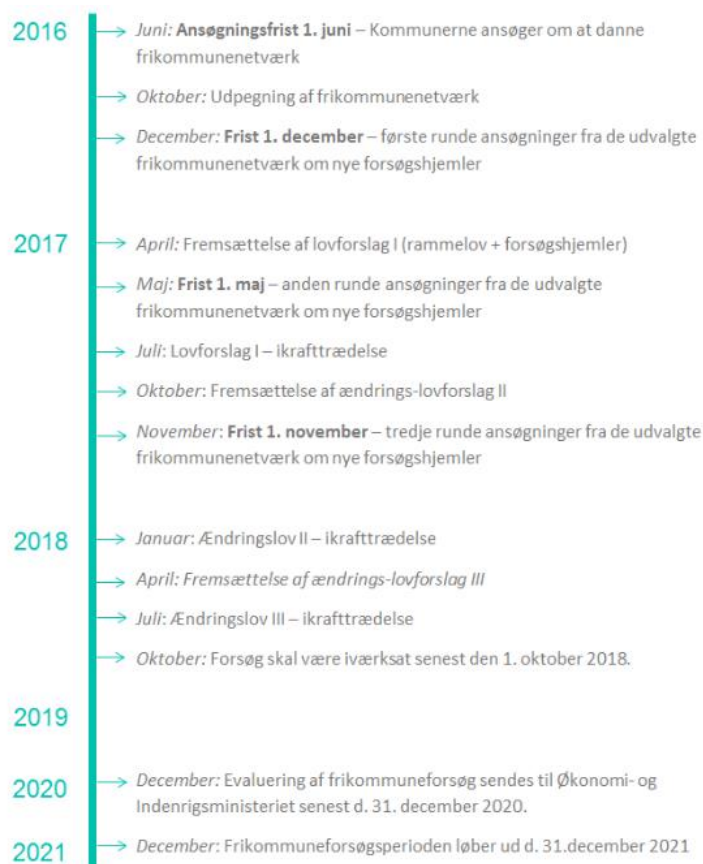 2016
Juni: Ansøgningsfrist 1. juni – Kommunerne ansøger om at danne
frikommunenetværk
Oktober: Udpegning af frikommunenetværk
December: Frist 1. december – første runde ansøgninger fra de udvalgte
frikommunenetværk om nye forsøgshjemler
2017
April: Fremsættelse af lovforslag I (rammelov + forsøgshjemler)
Maj: Frist 1. maj – anden runde ansøgninger fra de udvalgte
frikommunenetværk om nye forsøgshjemler
Juli: Lovforslag I – ikrafttrædelse
Oktober: Fremsættelse af ændrings-lovforslag II
November: Frist 1. november – tredje runde ansøgninger fra de udvalgte
frikommunenetværk om nye forsøgshjemler
2018
Januar: Ændringslov II – ikrafttrædelse
April: Fremsættelse af ændrings-lovforslag III
Juli: Ændringslov III – ikrafttrædelse
Oktober: Forsøg skal være iværksat senest den 1. oktober 2018.
2019
2020
December: Evaluering af frikommuneforsøg sendes til Økonomi- og
Indenrigsministeriet senest d. 31. december 2020.
2021
December: Frikommuneforsøgsperioden løber ud d. 31.december 2021